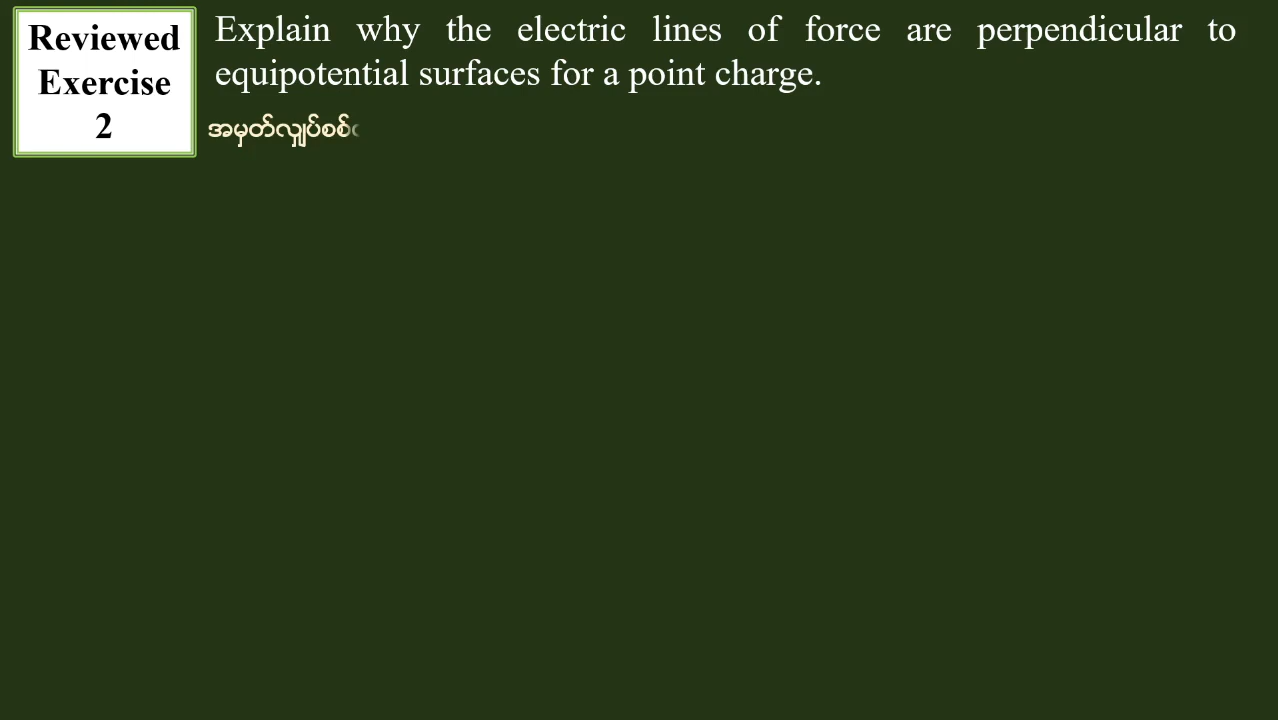 Reviewed
Exercise
2
Explain why the electric lines of force are perpendicular to
equipotential surfaces for a point charge.
အမှတ်လျှပ်စစ်